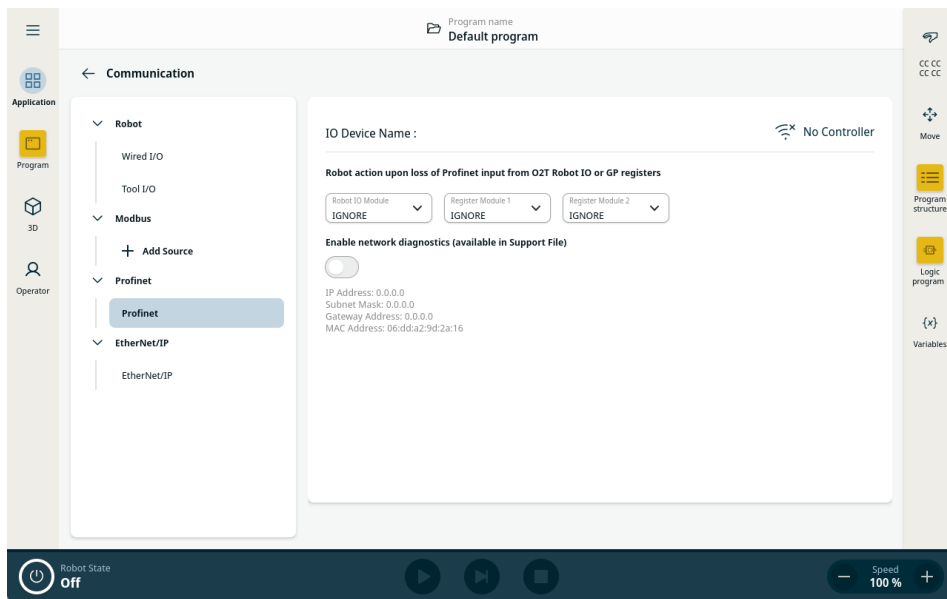 Program name
Default program
Application
Program
3D
Operator
Communication
Robot
Wired I/O
Tool I/O
Modbus
Add Source
Profinet
Profinet
EtherNet/IP
EtherNet/IP
IO Device Name :
No Controller
Robot action upon loss of Profinet input from O2T Robot IO or GP registers
Robot IO Module
IGNORE
Register Module 1
IGNORE
Register Module 2
IGNORE
Enable network diagnostics (available in Support File)
IP Address: 0.0.0.0
Subnet Mask: 0.0.0.0
Gateway Address: 0.0.0.0
MAC Address: 06:dd:a2:9d:2a:16
CC CC
CC CC
Move
Program
structure
Logic
program
{x}
Variables
Robot State
Off
Speed
100 %